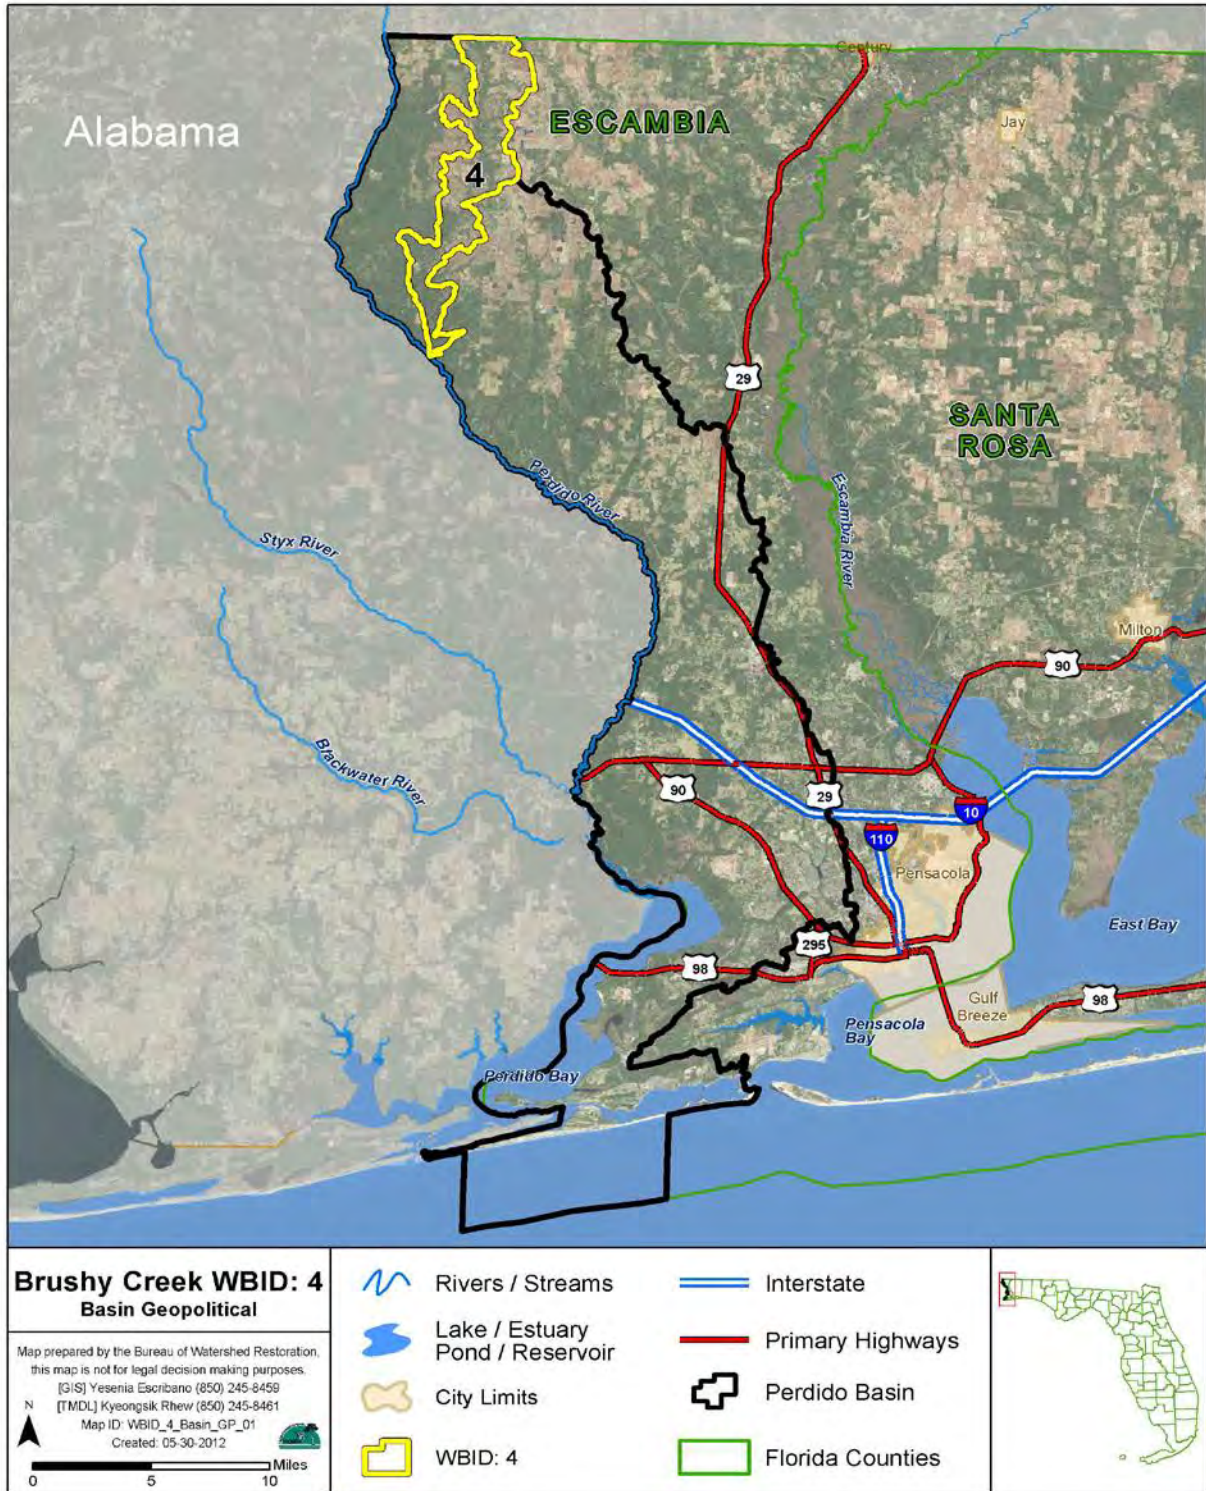 Century
Alabama
ESCAMBIA
Jay
4
29
SANTA
ROSA
Perdido River
Escambia River
Styx River
Milton
90
Blackwater River
90
29
10
110
Pensacola
East Bay
295
98
98
Gulf
Breeze
Pensacola
Bay
Perdido Bay
Brushy Creek WBID: 4
Basin Geopolitical
Map prepared by the Bureau of Watershed Restoration,
this map is not for legal decision making purposes.
[GIS] Yesenia Escribano (850) 245-8459
[TMDL] Kyeongsik Rhew (850) 245-8461
Map ID: WBID_4_Basin_GP_01
Created: 05-30-2012
N
Miles
0 5 10
Rivers / Streams
Lake / Estuary
Pond / Reservoir
City Limits
WBID: 4
Interstate
Primary Highways
Perdido Basin
Florida Counties